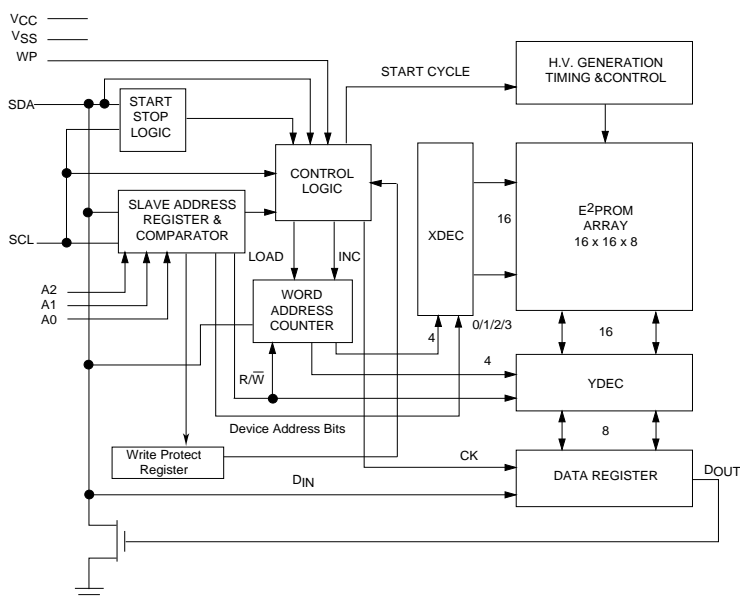 VCC
VSS
WP
START CYCLE
H.V. GENERATION
TIMING &CONTROL
SDA
START
STOP
LOGIC
CONTROL
LOGIC
SLAVE ADDRESS
REGISTER &
COMPARATOR
XDEC
16
E2PROM
ARRAY
16 x 16 x 8
SCL
LOAD
INC
A2
A1
A0
WORD
ADDRESS
COUNTER
0/1/2/3
4
16
R/W̅
4
YDEC
Device Address Bits
8
Write Protect
Register
CK
DIN
DATA REGISTER
DOUT